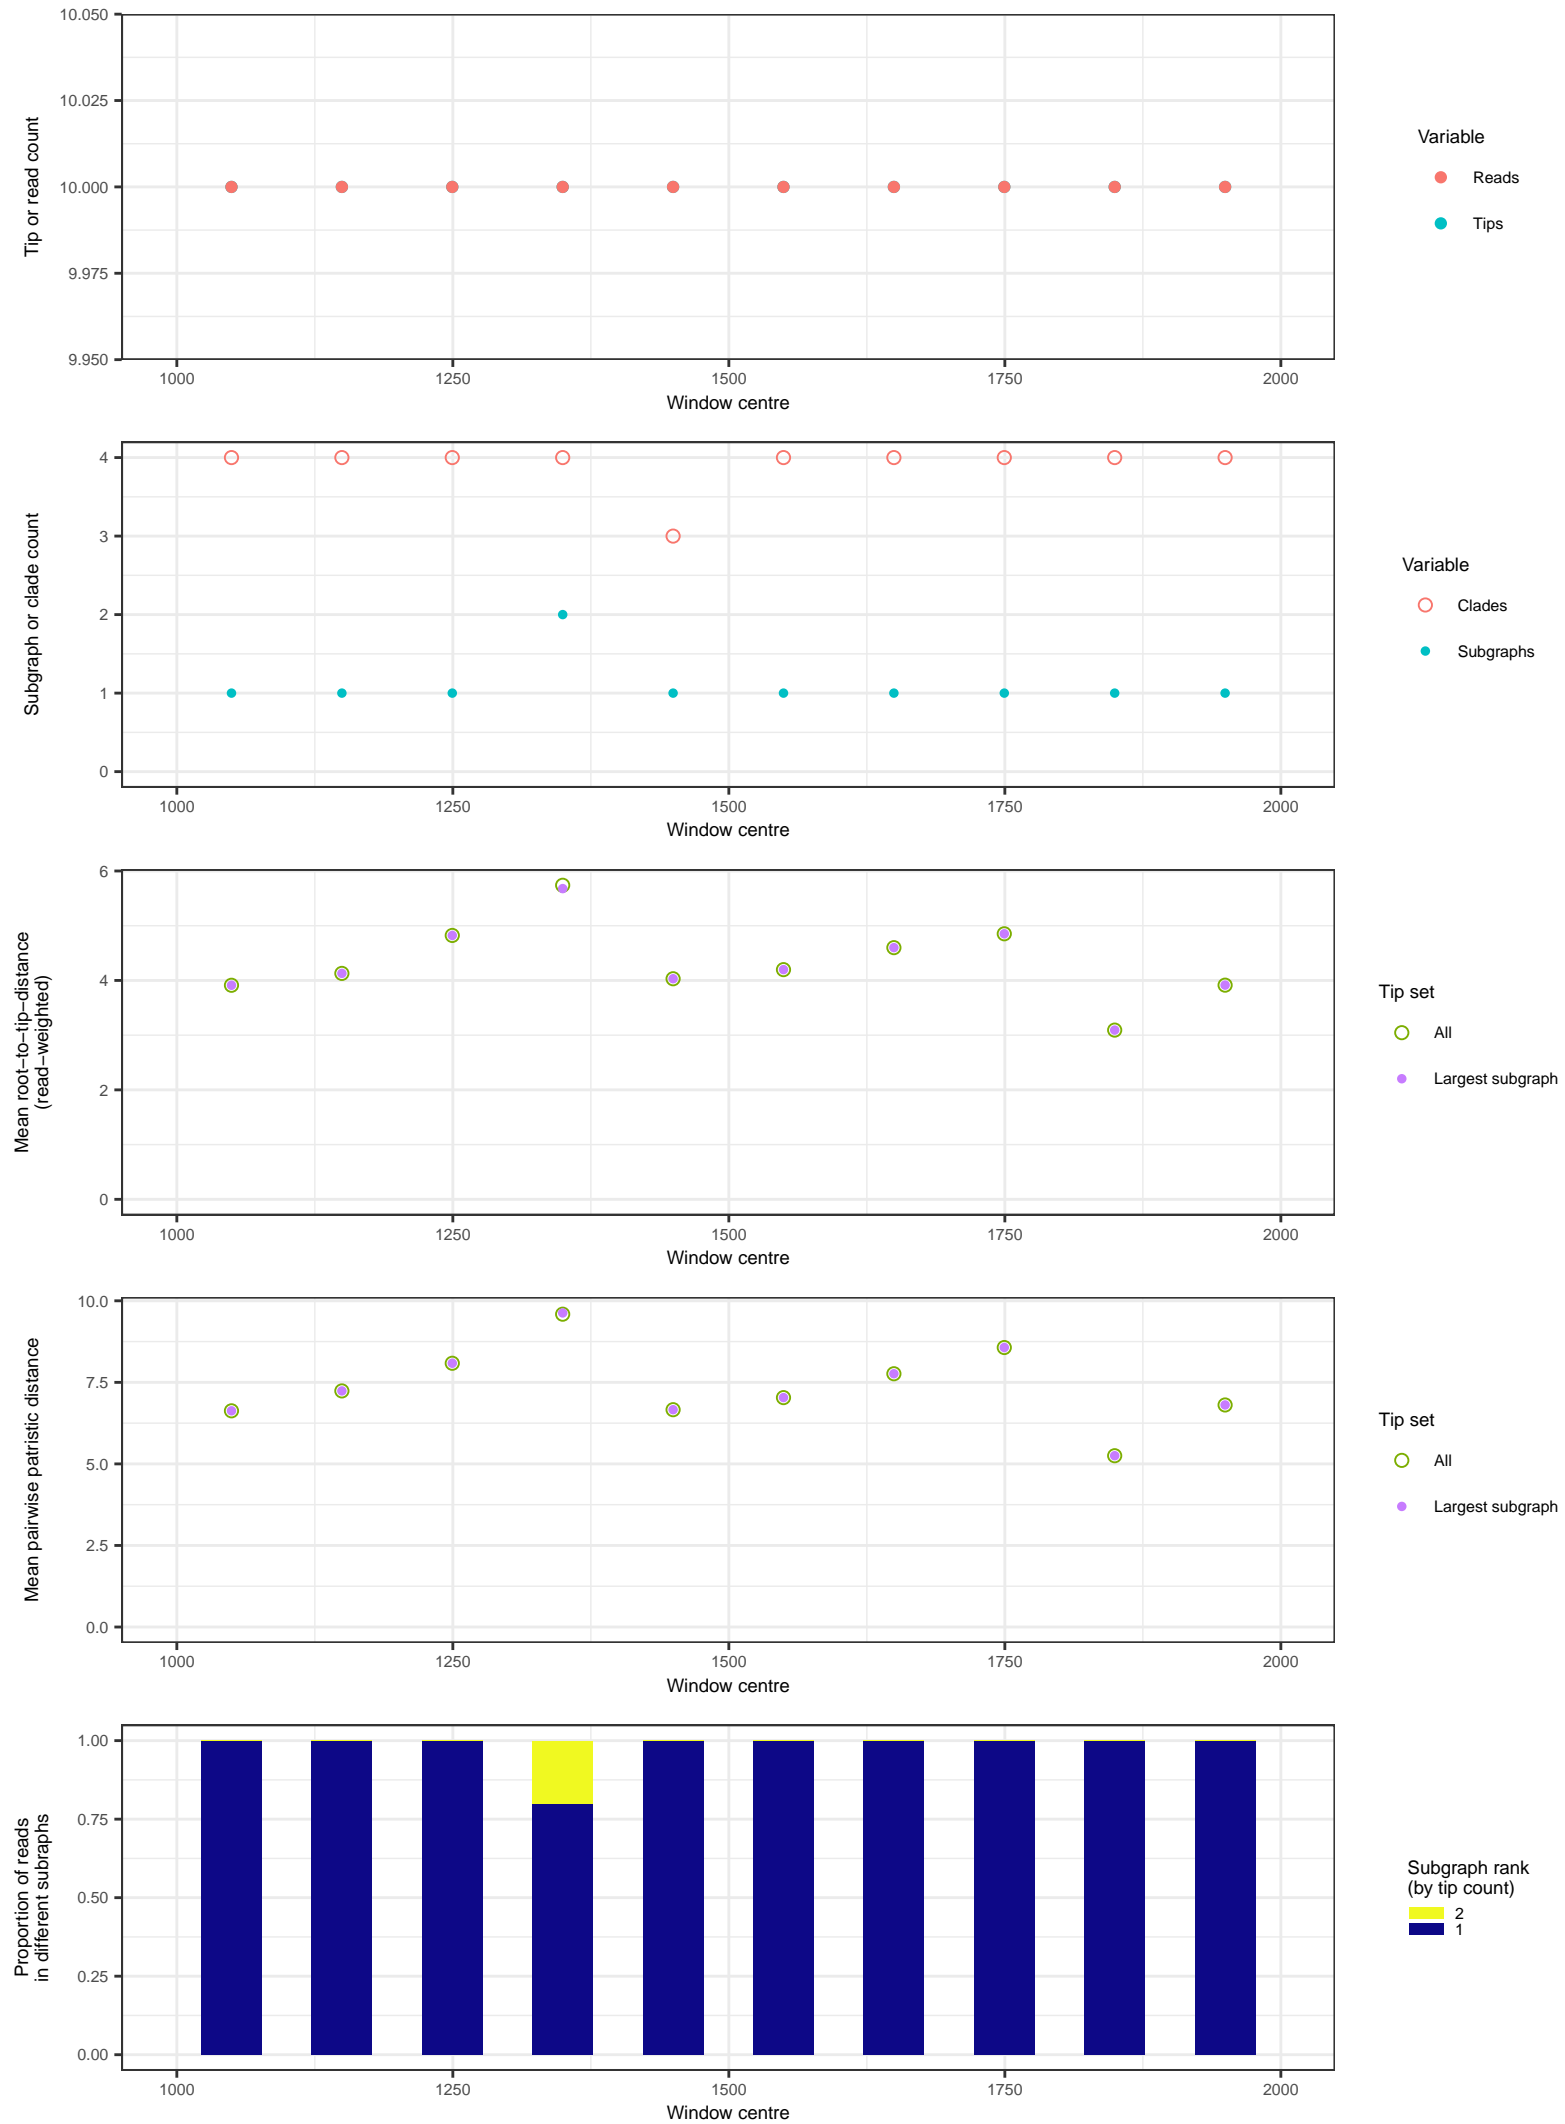 10.050
10.025
10.000
9.975
9.950
Tip or read count
1000 1250 1500 1750 2000
Window centre
Variable
Reads
Tips
4
3
2
1
0
Subgraph or clade count
1000 1250 1500 1750 2000
Window centre
Variable
Clades
Subgraphs
6
4
2
0
Mean root−to−tip−distance
(read−weighted)
1000 1250 1500 1750 2000
Window centre
Tip set
All
Largest subgraph
10.0
7.5
5.0
2.5
0.0
Mean pairwise patristic distance
1000 1250 1500 1750 2000
Window centre
Tip set
All
Largest subgraph
1.00
0.75
0.50
0.25
0.00
Proportion of reads
in different subraphs
1000 1250 1500 1750 2000
Window centre
Subgraph rank
(by tip count)
2
1